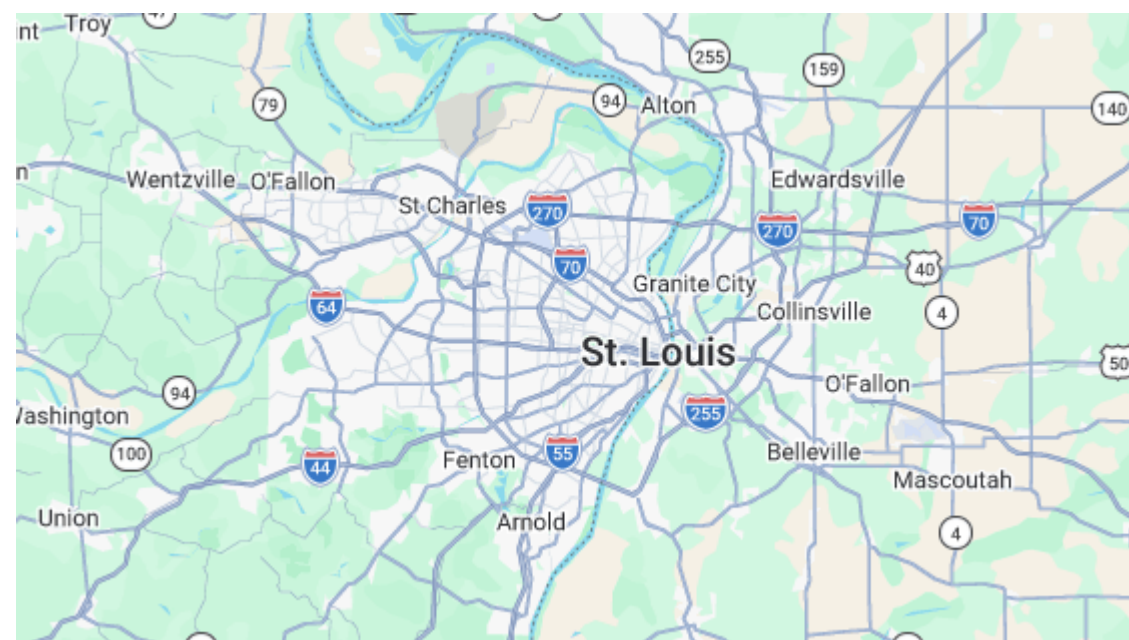 Troy
47
255
159
79
94
Alton
140
Wentzville
O'Fallon
Edwardsville
St Charles
270
270
70
70
40
Granite City
64
Collinsville
4
St. Louis
50
O'Fallon
94
255
Washington
100
44
Fenton
55
Belleville
Mascoutah
Union
Arnold
4